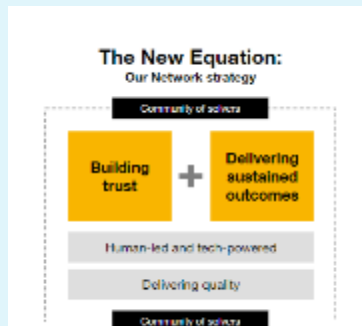 The New Equation:
Our Network strategy
Community of solvers
Building
trust
+
Delivering
sustained
outcomes
Human-led and tech-powered
Delivering quality
Community of solvers